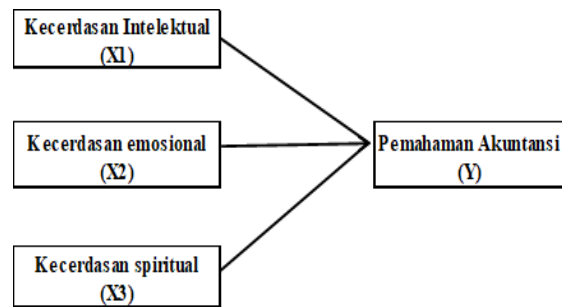 Kecerdasan Intelektual
(X1)
Kecerdasan emosional
(X2)
Pemahaman Akuntansi
(Y)
Kecerdasan spiritual
(X3)